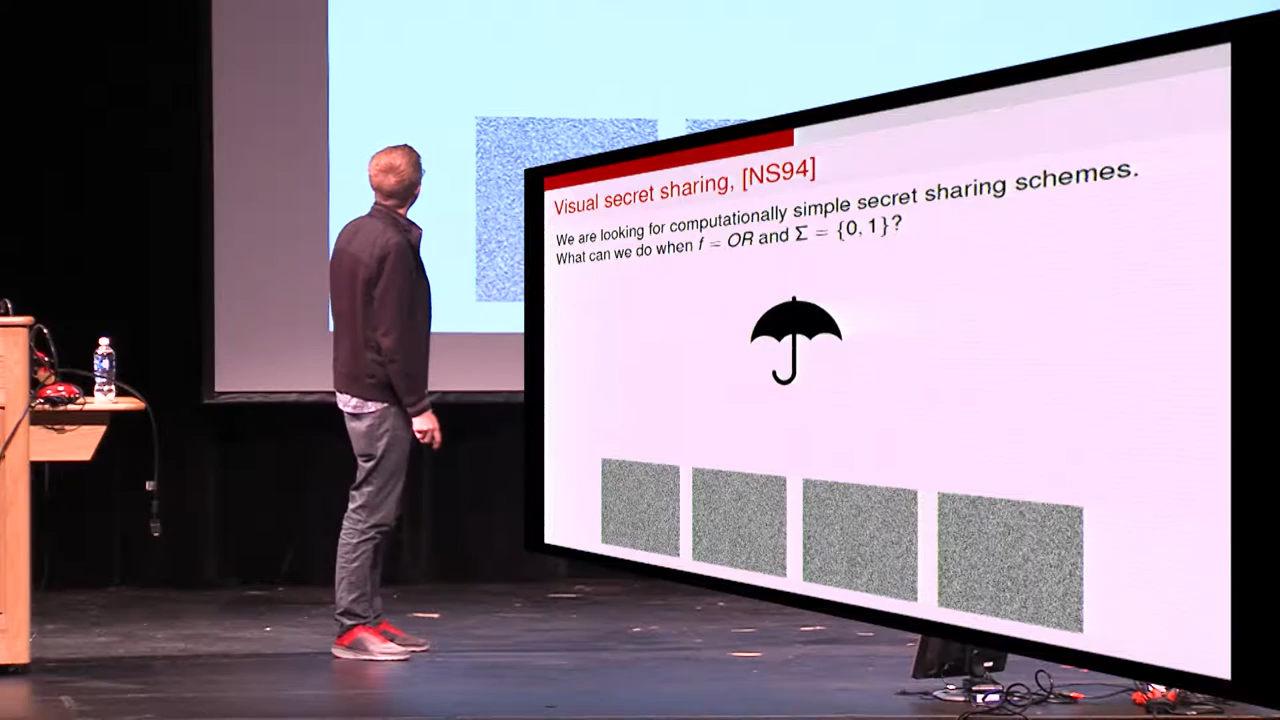 Visual secret sharing, [NS94]
We are looking for computationally simple secret sharing schemes.
What can we do when f = OR and Σ = {0, 1}?